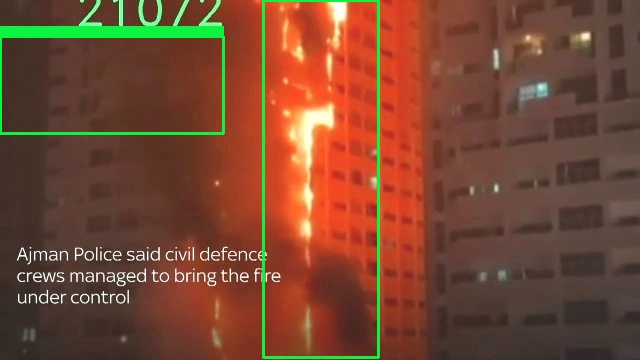 21072
Ajman Police said civil defence
crews managed to bring the fire
under control